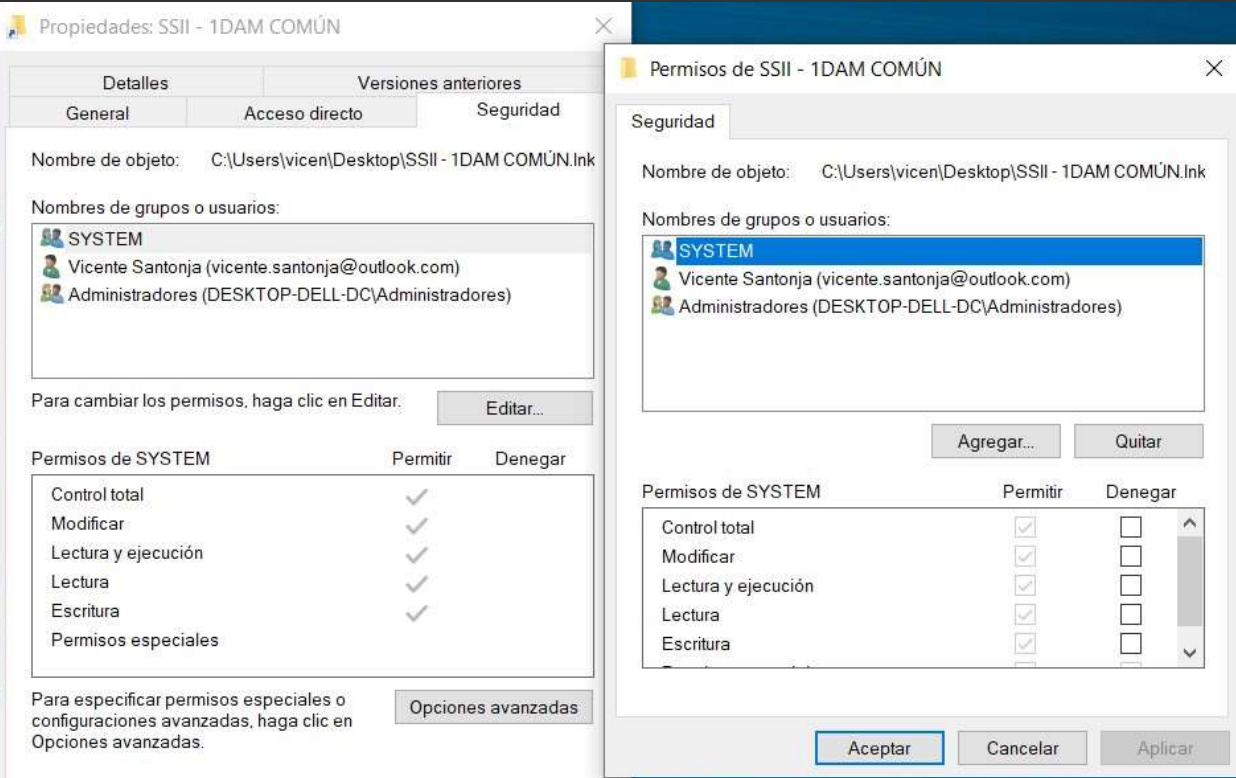 Propiedades: SSII - 1DAM COMÚN
Detalles
Versiones anteriores
General
Acceso directo
Seguridad
Nombre de objeto: C:\Users\vicen\Desktop\SSII - 1DAM COMÚN.lnk
Nombres de grupos o usuarios:
SYSTEM
Vicente Santonja (vicente.santonja@outlook.com)
Administradores (DESKTOP-DELL-DC\Administradores)
Para cambiar los permisos, haga clic en Editar.
Editar...
Permisos de SYSTEM Permitir Denegar
Control total
Modificar
Lectura y ejecución
Lectura
Escritura
Permisos especiales
Para especificar permisos especiales o
configuraciones avanzadas, haga clic en
Opciones avanzadas.
Opciones avanzadas
Permisos de SSII - 1DAM COMÚN
Seguridad
Nombre de objeto: C:\Users\vicen\Desktop\SSII - 1DAM COMÚN.lnk
Nombres de grupos o usuarios:
SYSTEM
Vicente Santonja (vicente.santonja@outlook.com)
Administradores (DESKTOP-DELL-DC\Administradores)
Agregar...
Quitar
Permisos de SYSTEM Permitir Denegar
Control total
Modificar
Lectura y ejecución
Lectura
Escritura
Aceptar
Cancelar
Aplicar